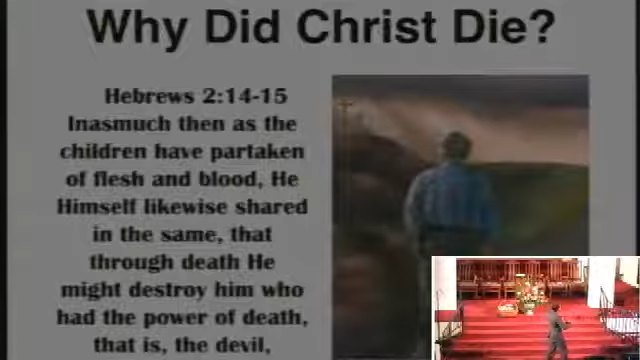 Why Did Christ Die?
Hebrews 2:14-15
Inasmuch then as the
children have partaken
of flesh and blood, He
Himself likewise shared
in the same, that
through death He
might destroy him who
had the power of death,
that is, the devil,